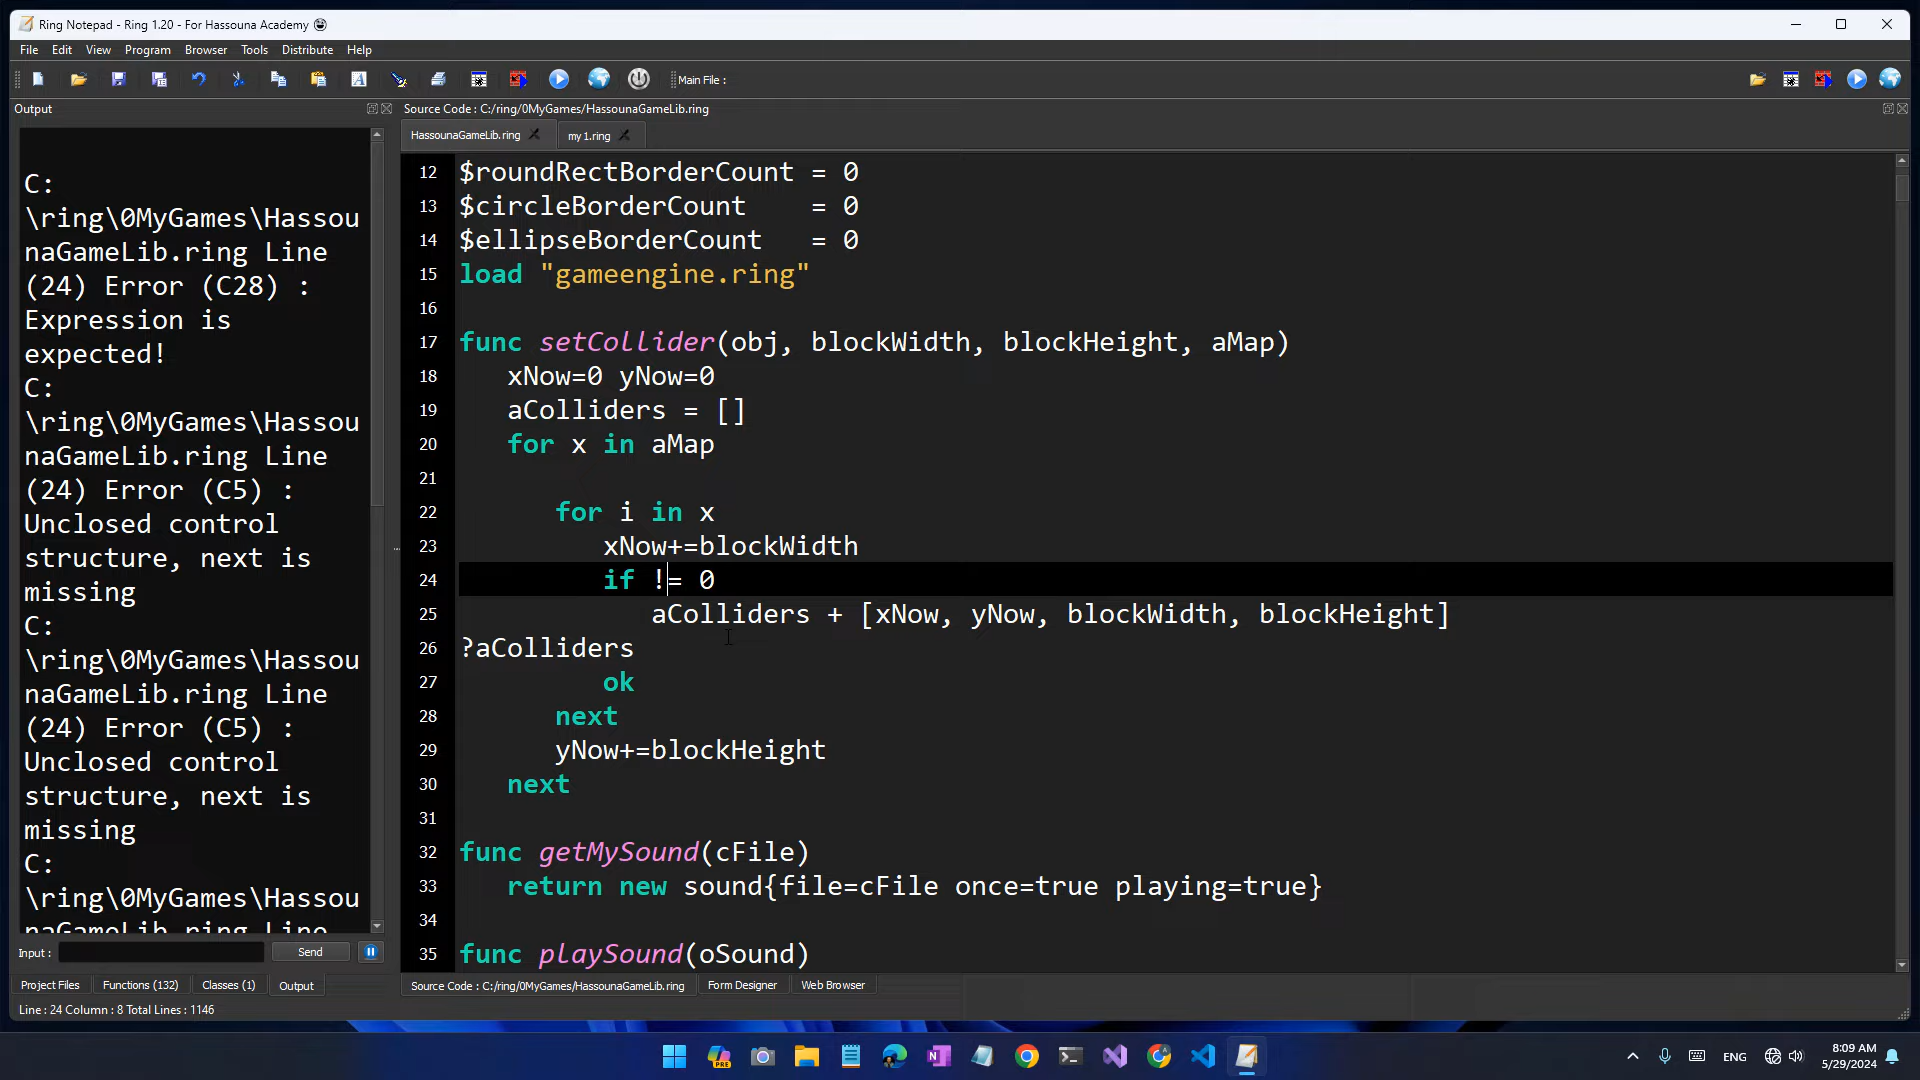 Ring Notepad - Ring 1.20 - For Hassouna Academy 😀
File Edit View Program Browser Tools Distribute Help
Main File :
Output
Source Code : C:/ring/0MyGames/HassounaGameLib.ring
HassounaGameLib.ring my 1.ring
C:
\ring\0MyGames\Hassou
naGameLib.ring Line
(24) Error (C28) :
Expression is
expected!
C:
\ring\0MyGames\Hassou
naGameLib.ring Line
(24) Error (C5) :
Unclosed control
structure, next is
missing
C:
\ring\0MyGames\Hassou
naGameLib.ring Line
(24) Error (C5) :
Unclosed control
structure, next is
missing
C:
\ring\0MyGames\Hassou
naGameLib.ring Line
12 $roundRectBorderCount = 0
13 $circleBorderCount = 0
14 $ellipseBorderCount = 0
15 load "gameengine.ring"
16
17 func setCollider(obj, blockWidth, blockHeight, aMap)
18 xNow=0 yNow=0
19 aColliders = []
20 for x in aMap
21
22 for i in x
23 xNow+=blockWidth
24 if != 0
25 aColliders + [xNow, yNow, blockWidth, blockHeight]
26 ?aColliders
27 ok
28 next
29 yNow+=blockHeight
30 next
31
32 func getMySound(cFile)
33 return new sound{file=cFile once=true playing=true}
34
35 func playSound(oSound)
Input : Send
Project Files Functions (132) Classes (1) Output
Source Code : C:/ring/0MyGames/HassounaGameLib.ring Form Designer Web Browser
Line : 24 Column : 8 Total Lines : 1146
PRE
ENG
8:09 AM
5/29/2024